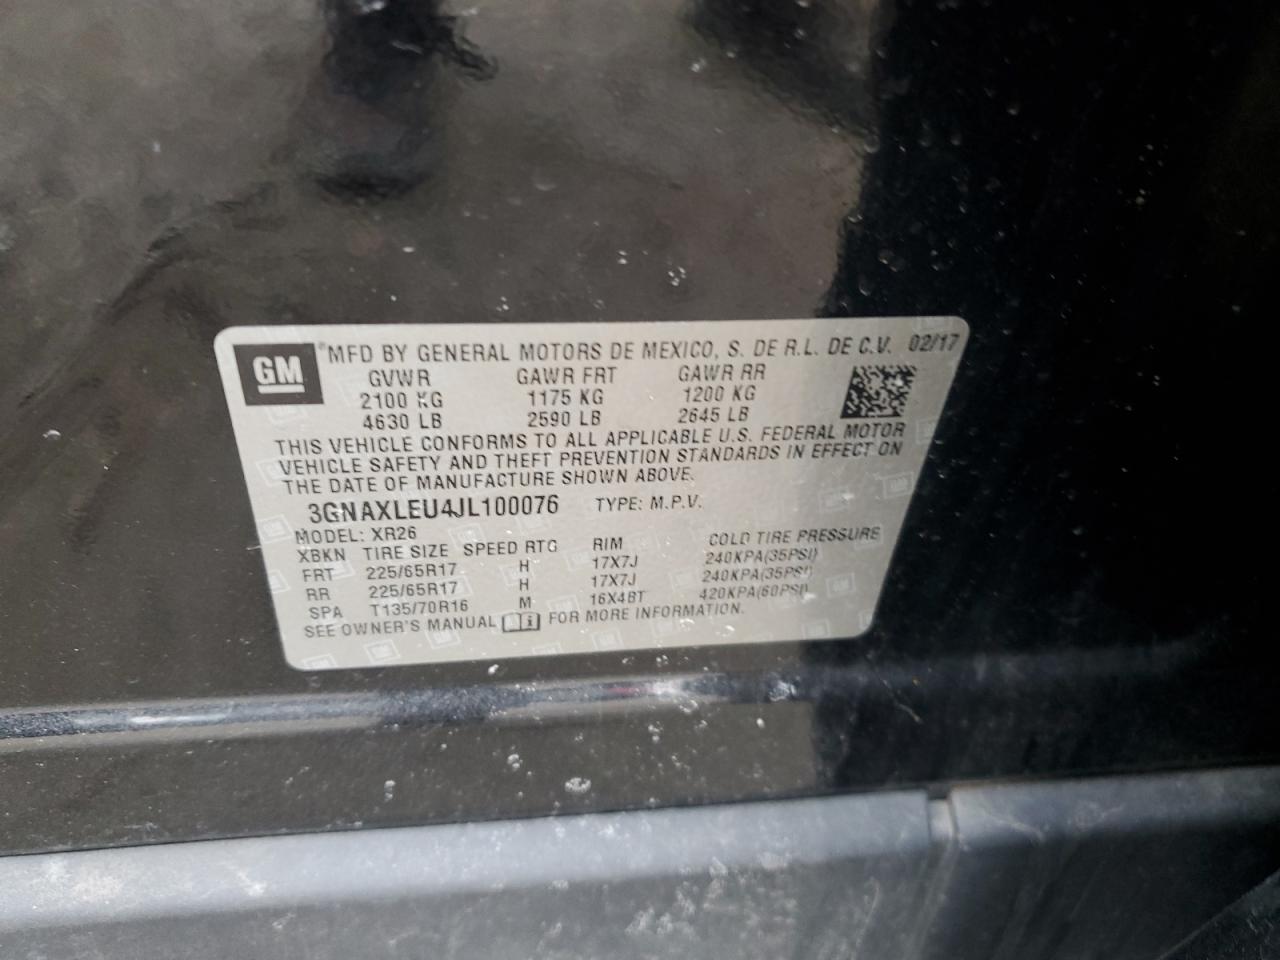 GM
®MFD BY GENERAL MOTORS DE MEXICO, S. DE R.L. DE C.V. 02/17
GVWR GAWR FRT GAWR RR
2100 KG 1175 KG 1200 KG
4630 LB 2590 LB 2645 LB
THIS VEHICLE CONFORMS TO ALL APPLICABLE U.S. FEDERAL MOTOR
VEHICLE SAFETY AND THEFT PREVENTION STANDARDS IN EFFECT ON
THE DATE OF MANUFACTURE SHOWN ABOVE.
3GNAXLEU4JL100076 TYPE: M.P.V.
MODEL: XR26
XBKN TIRE SIZE SPEED RTG RIM COLD TIRE PRESSURE
FRT 225/65R17 H 17X7J 240KPA(35PSI)
RR 225/65R17 H 17X7J 240KPA(35PSI)
SPA T135/70R16 M 16X4BT 420KPA(60PSI)
SEE OWNER'S MANUAL FOR MORE INFORMATION.